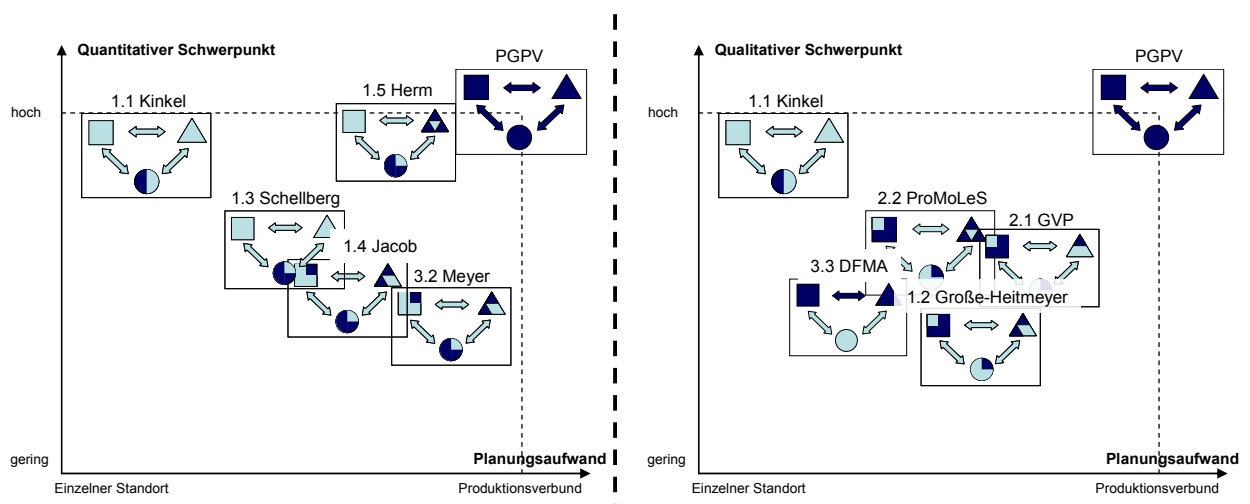 Quantitativer Schwerpunkt
PGPV
1.5 Herm
1.1 Kinkel
hoch
1.3 Schellberg
1.4 Jacob
3.2 Meyer
gering
Planungsaufwand
Einzelner Standort
Produktionsverbund
Qualitativer Schwerpunkt
PGPV
1.1 Kinkel
hoch
2.2 ProMoLeS
2.1 GVP
3.3 DFMA
1.2 Große-Heitmeyer
gering
Planungsaufwand
Einzelner Standort
Produktionsverbund